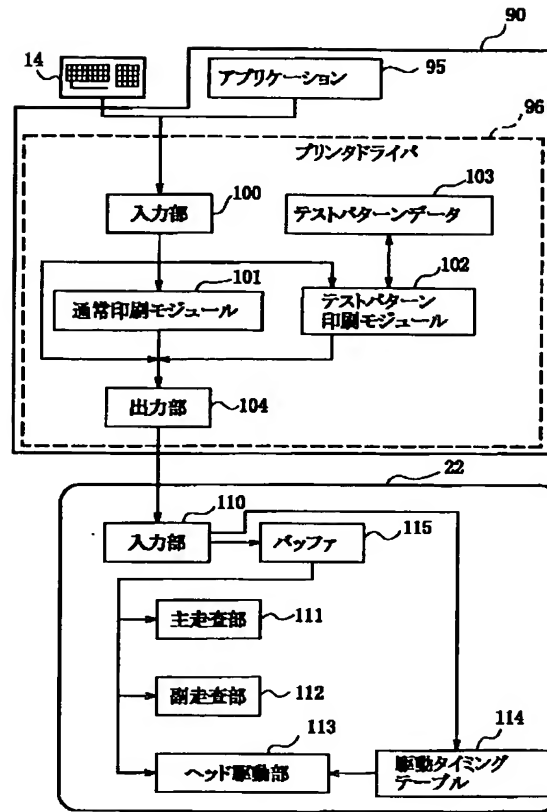 90
14
アプリケーション
95
96
プリンタドライバ
103
100
入力部
テストパターンデータ
101
102
通常印刷モジュール
テストパターン
印刷モジュール
出力部
104
22
110
入力部
115
バッファ
主走査部
111
副走査部
112
113
114
ヘッド駆動部
駆動タイミング
テーブル